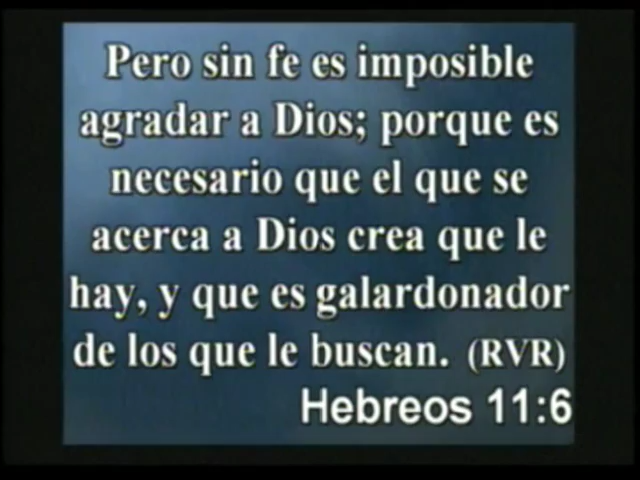 Pero sin fe es imposible
agradar a Dios; porque es
necesario que el que se
acerca a Dios crea que le
hay, y que es galardonador
de los que le buscan. (RVR)
Hebreos 11:6